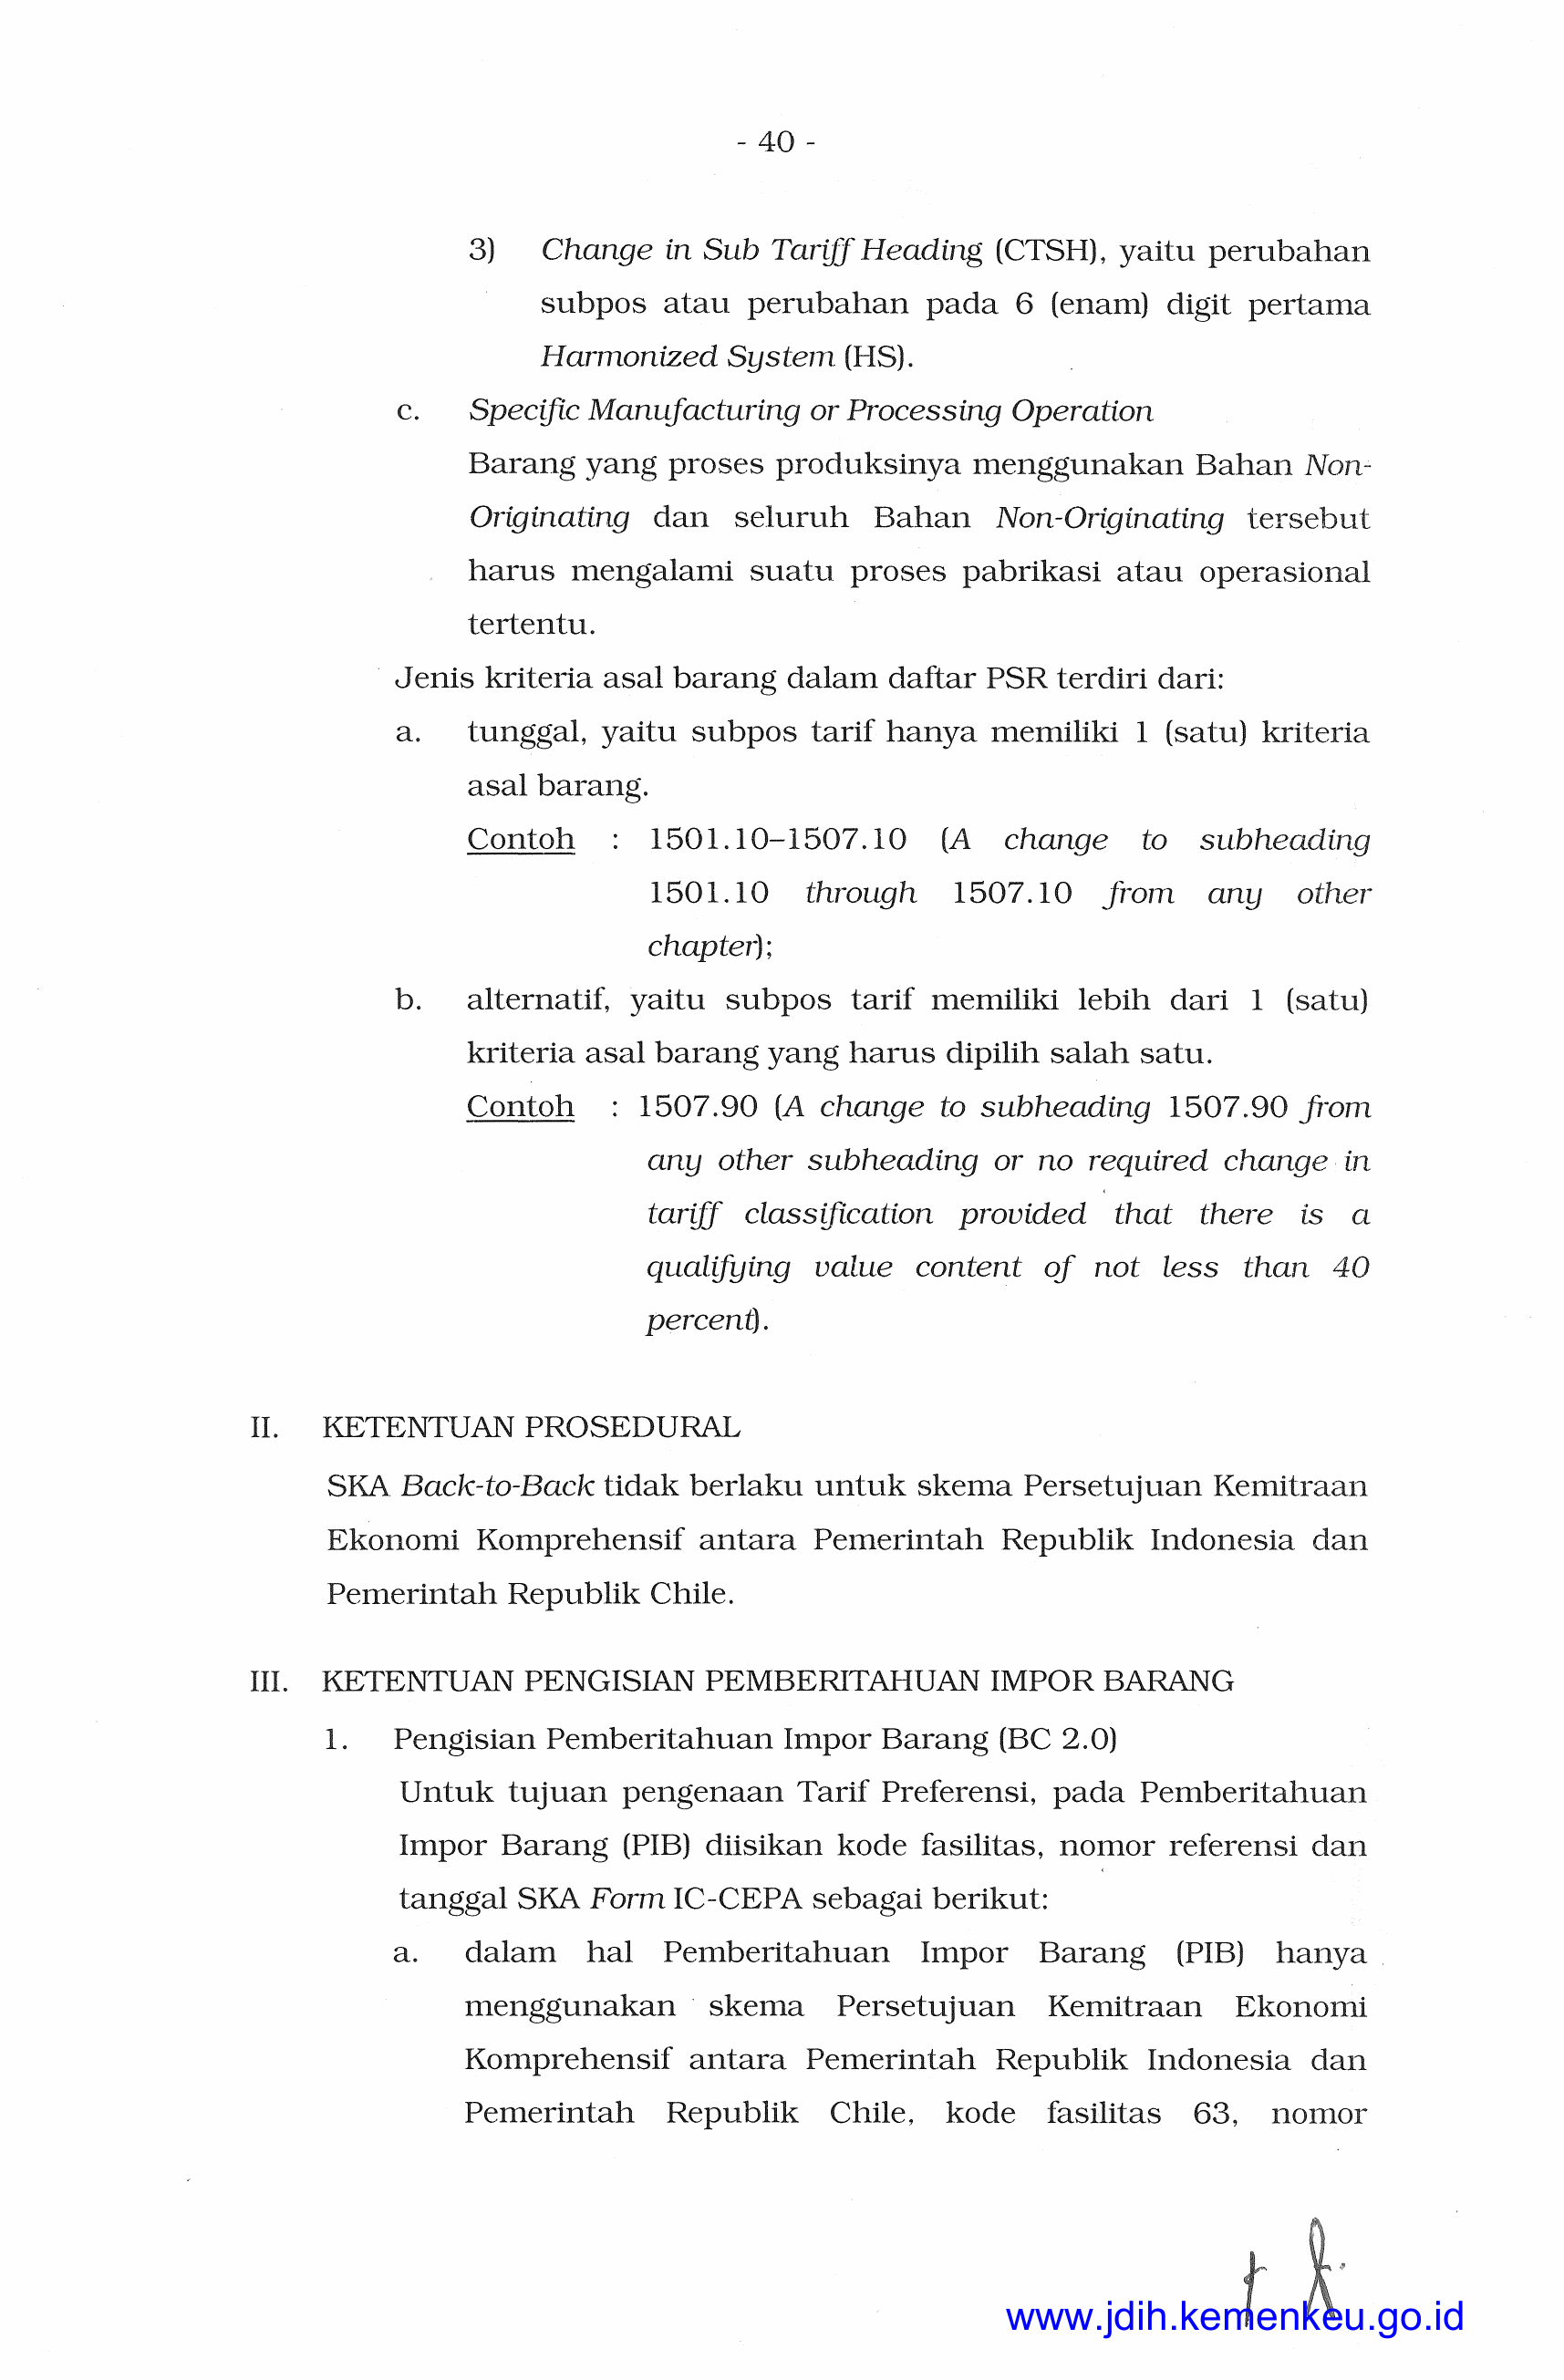 - 40 -
3) Change in Sub Tariff Heading (CTSH), yaitu perubahan
subpos atau perubahan pada 6 (enam) digit pertama
Harmonized System (HS).
c. Specific Manufacturing or Processing Operation
Barang yang proses produksinya menggunakan Bahan Non-
Originating dan seluruh Bahan Non-Originating tersebut
harus mengalami suatu proses pabrikasi atau operasional
tertentu.
Jenis kriteria asal barang dalam daftar PSR terdiri dari:
a. tunggal, yaitu subpos tarif hanya memiliki 1 (satu) kriteria
asal barang.
Contoh : 1501.10–1507.10 (A change to subheading
1501.10 through 1507.10 from any other
chapter);
b. alternatif, yaitu subpos tarif memiliki lebih dari 1 (satu)
kriteria asal barang yang harus dipilih salah satu.
Contoh : 1507.90 (A change to subheading 1507.90 from
any other subheading or no required change in
tariff classification provided that there is a
qualifying value content of not less than 40
percent).
II. KETENTUAN PROSEDURAL
SKA Back-to-Back tidak berlaku untuk skema Persetujuan Kemitraan
Ekonomi Komprehensif antara Pemerintah Republik Indonesia dan
Pemerintah Republik Chile.
III. KETENTUAN PENGISIAN PEMBERITAHUAN IMPOR BARANG
1. Pengisian Pemberitahuan Impor Barang (BC 2.0)
Untuk tujuan pengenaan Tarif Preferensi, pada Pemberitahuan
Impor Barang (PIB) diisikan kode fasilitas, nomor referensi dan
tanggal SKA Form IC-CEPA sebagai berikut:
a. dalam hal Pemberitahuan Impor Barang (PIB) hanya
menggunakan skema Persetujuan Kemitraan Ekonomi
Komprehensif antara Pemerintah Republik Indonesia dan
Pemerintah Republik Chile, kode fasilitas 63, nomor
www.jdih.kemenkeu.go.id